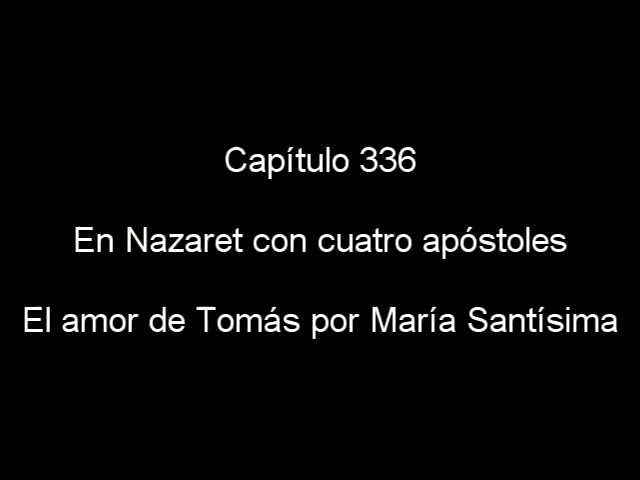 Capítulo 336
En Nazaret con cuatro apóstoles
El amor de Tomás por María Santísima